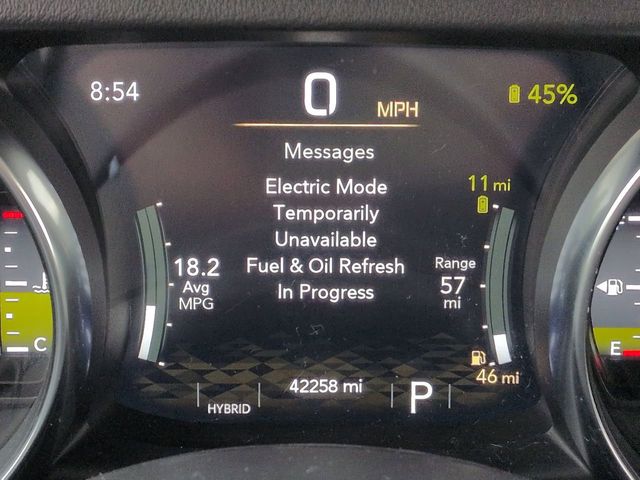 8:54
0 MPH
45%
Messages
Electric Mode
Temporarily
Unavailable
Fuel & Oil Refresh
In Progress
11 mi
18.2
Avg
MPG
Range
57
mi
46 mi
42258 mi
HYBRID
P
C
E